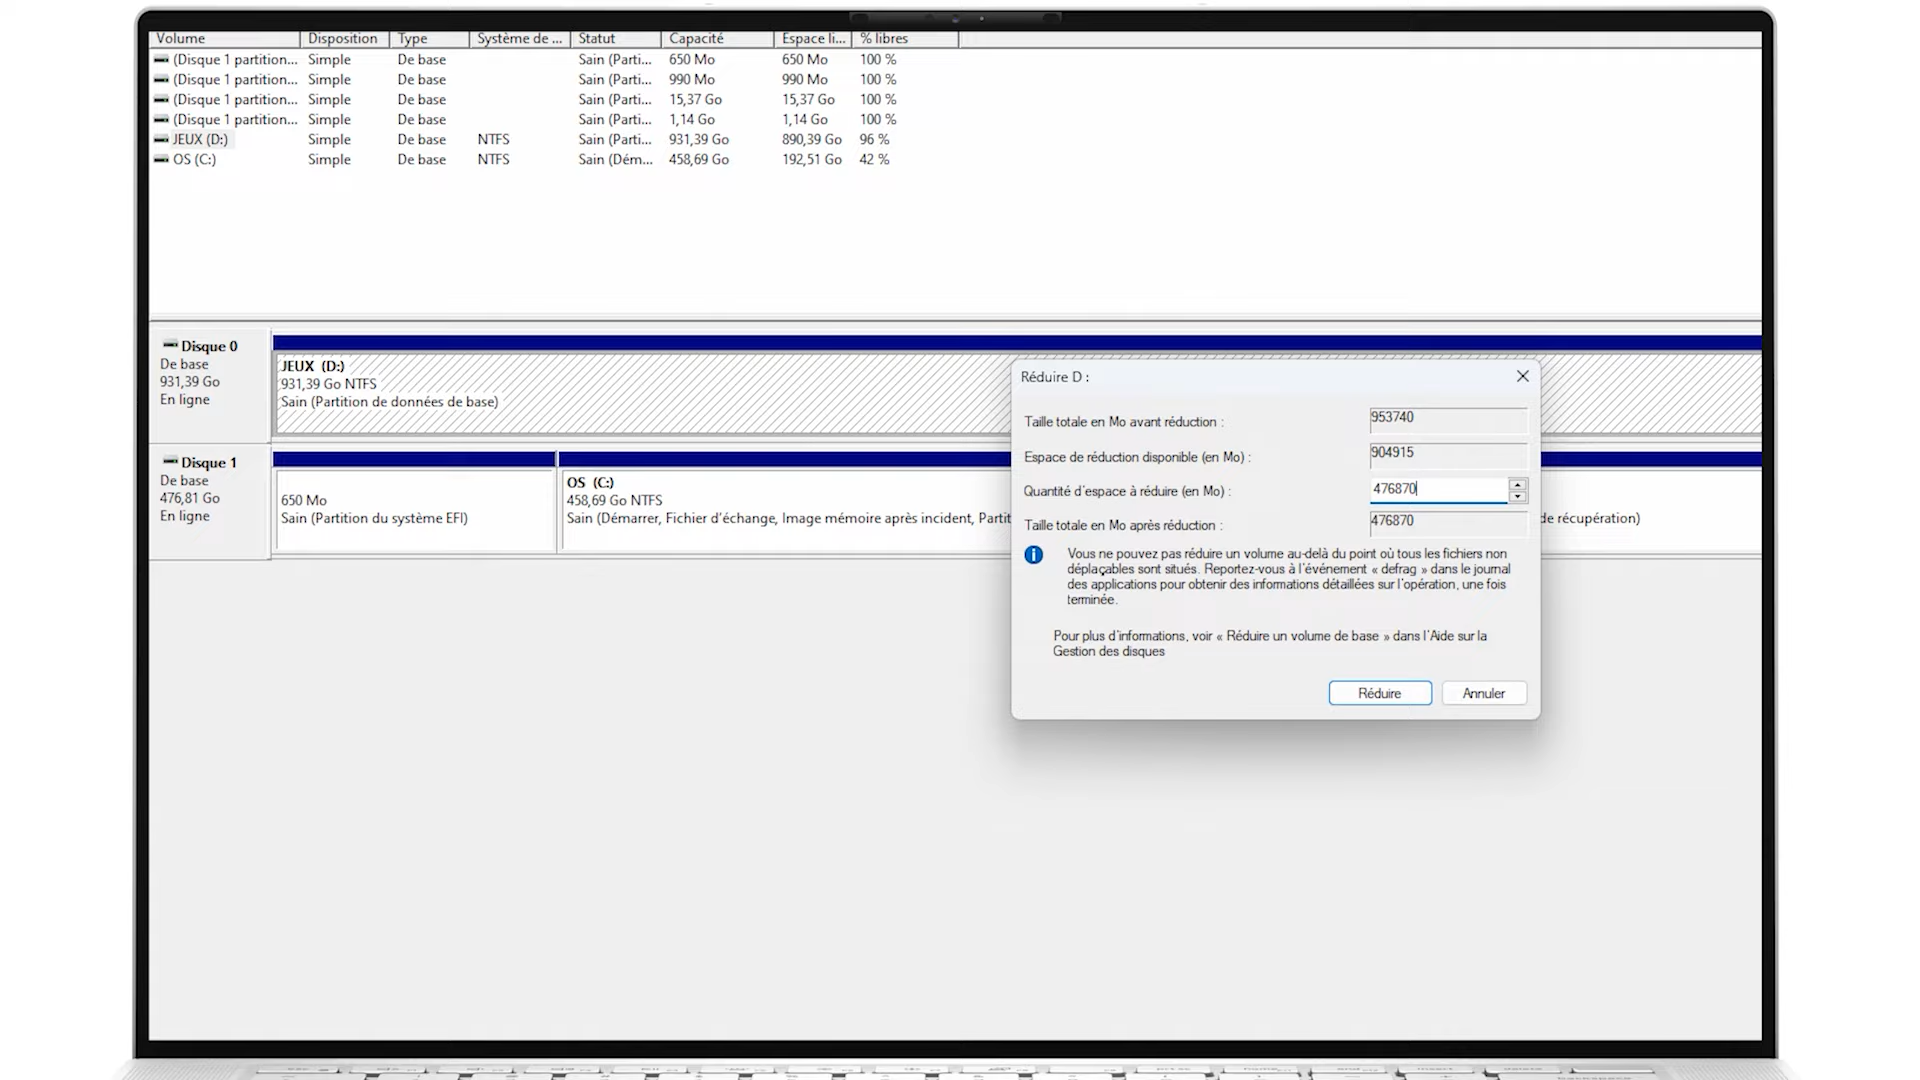 Volume Disposition Type Système de ... Statut Capacité Espace li... % libres
(Disque 1 partition... Simple De base Sain (Parti... 650 Mo 650 Mo 100 %
(Disque 1 partition... Simple De base Sain (Parti... 990 Mo 990 Mo 100 %
(Disque 1 partition... Simple De base Sain (Parti... 15,37 Go 15,37 Go 100 %
(Disque 1 partition... Simple De base Sain (Parti... 1,14 Go 1,14 Go 100 %
JEUX (D:) Simple De base NTFS Sain (Parti... 931,39 Go 890,39 Go 96 %
OS (C:) Simple De base NTFS Sain (Dém... 458,69 Go 192,51 Go 42 %
Disque 0
De base
931,39 Go
En ligne
JEUX (D:)
931,39 Go NTFS
Sain (Partition de données de base)
Disque 1
De base
476,81 Go
En ligne
650 Mo
Sain (Partition du système EFI)
OS (C:)
458,69 Go NTFS
Sain (Démarrer, Fichier d'échange, Image mémoire après incident, Partit
de récupération)
Réduire D :
Taille totale en Mo avant réduction : 953740
Espace de réduction disponible (en Mo) : 904915
Quantité d'espace à réduire (en Mo) : 476870
Taille totale en Mo après réduction : 476870
Vous ne pouvez pas réduire un volume au-delà du point où tous les fichiers non
déplaçables sont situés. Reportez-vous à l'événement « defrag » dans le journal
des applications pour obtenir des informations détaillées sur l'opération, une fois
terminée.
Pour plus d'informations, voir « Réduire un volume de base » dans l'Aide sur la
Gestion des disques
Réduire Annuler